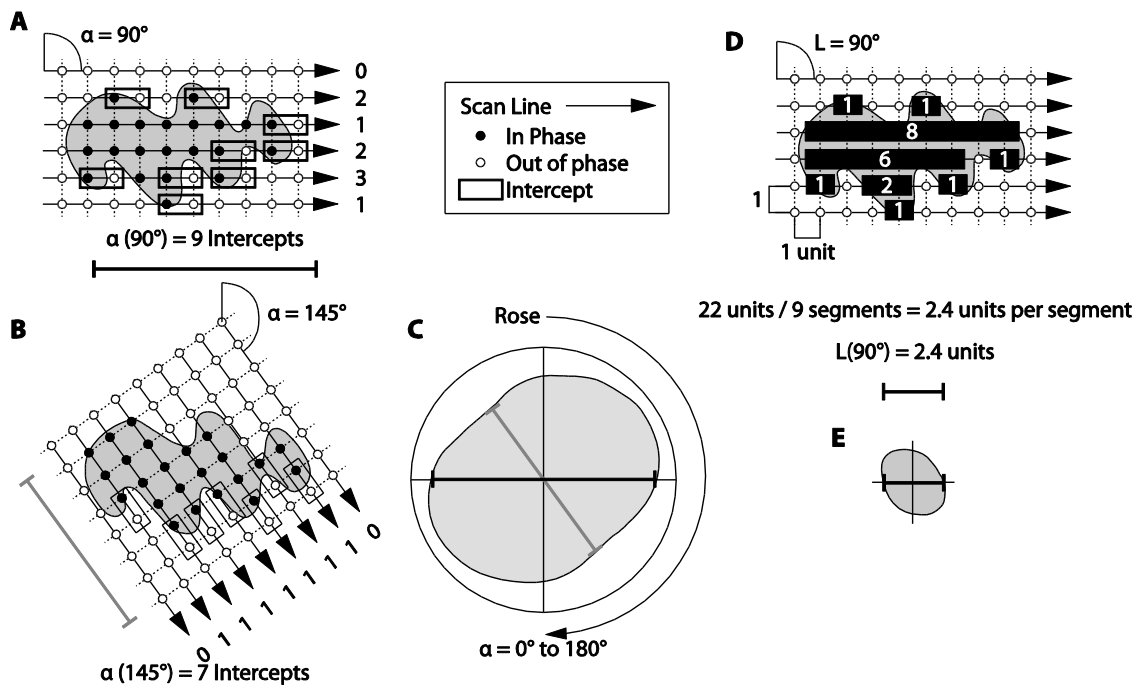 A
α = 90°
0
2
1
2
3
1
α (90°) = 9 Intercepts
Scan Line
In Phase
Out of phase
Intercept
D
L = 90°
1
1
8
6
1
1
2
1
1
1
1 unit
22 units / 9 segments = 2.4 units per segment
L(90°) = 2.4 units
B
α = 145°
0
1
1
1
1
1
1
1
0
α (145°) = 7 Intercepts
C
Rose
α = 0° to 180°
E